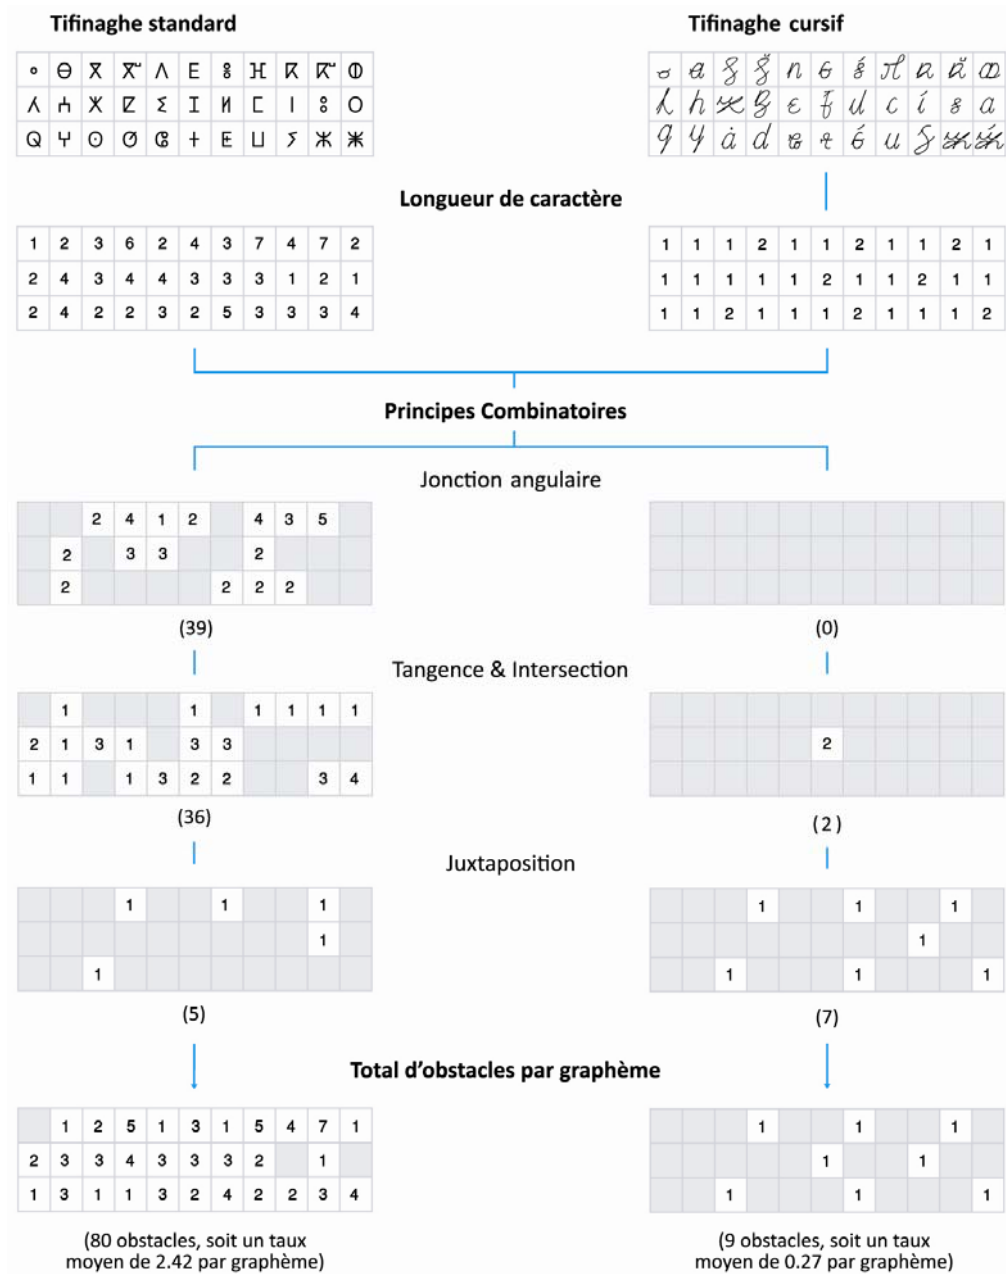 Tifinaghe standard
Tifinaghe cursif
ⴰ ⴱ ⴳ ⴳⵯ ⴷ ⴹ ⴻ ⴼ ⴽ ⴽⵯ ⵀ
ⵃ ⵄ ⵅ ⵇ ⵉ ⵊ ⵍ ⵎ ⵏ ⵓ ⵔ
ⵕ ⵖ ⵙ ⵚ ⵛ ⵜ ⵟ ⵡ ⵢ ⵣ ⵥ
Longueur de caractère
1 2 3 6 2 4 3 7 4 7 2
2 4 3 4 4 3 3 3 1 2 1
2 4 2 2 3 2 5 3 3 3 4
1 1 1 2 1 1 2 1 1 2 1
1 1 1 1 1 2 1 1 2 1 1
1 1 2 1 1 1 2 1 1 1 2
Principes Combinatoires
Jonction angulaire
2 4 1 2 4 3 5
2 3 3 2
2 2 2 2
(39)
(0)
Tangence & Intersection
1 1 1 1 1 1
2 1 3 1 3 3
1 1 1 3 2 2 3 4
(36)
2
(2)
Juxtaposition
1 1 1
1
1
(5)
1 1 1
1
1 1 1
(7)
Total d'obstacles par graphème
1 2 5 1 3 1 5 4 7 1
2 3 3 4 3 3 3 2 1
1 3 1 1 3 2 4 2 2 3 4
(80 obstacles, soit un taux
moyen de 2.42 par graphème)
1 1 1
1 1
1 1 1
(9 obstacles, soit un taux
moyen de 0.27 par graphème)